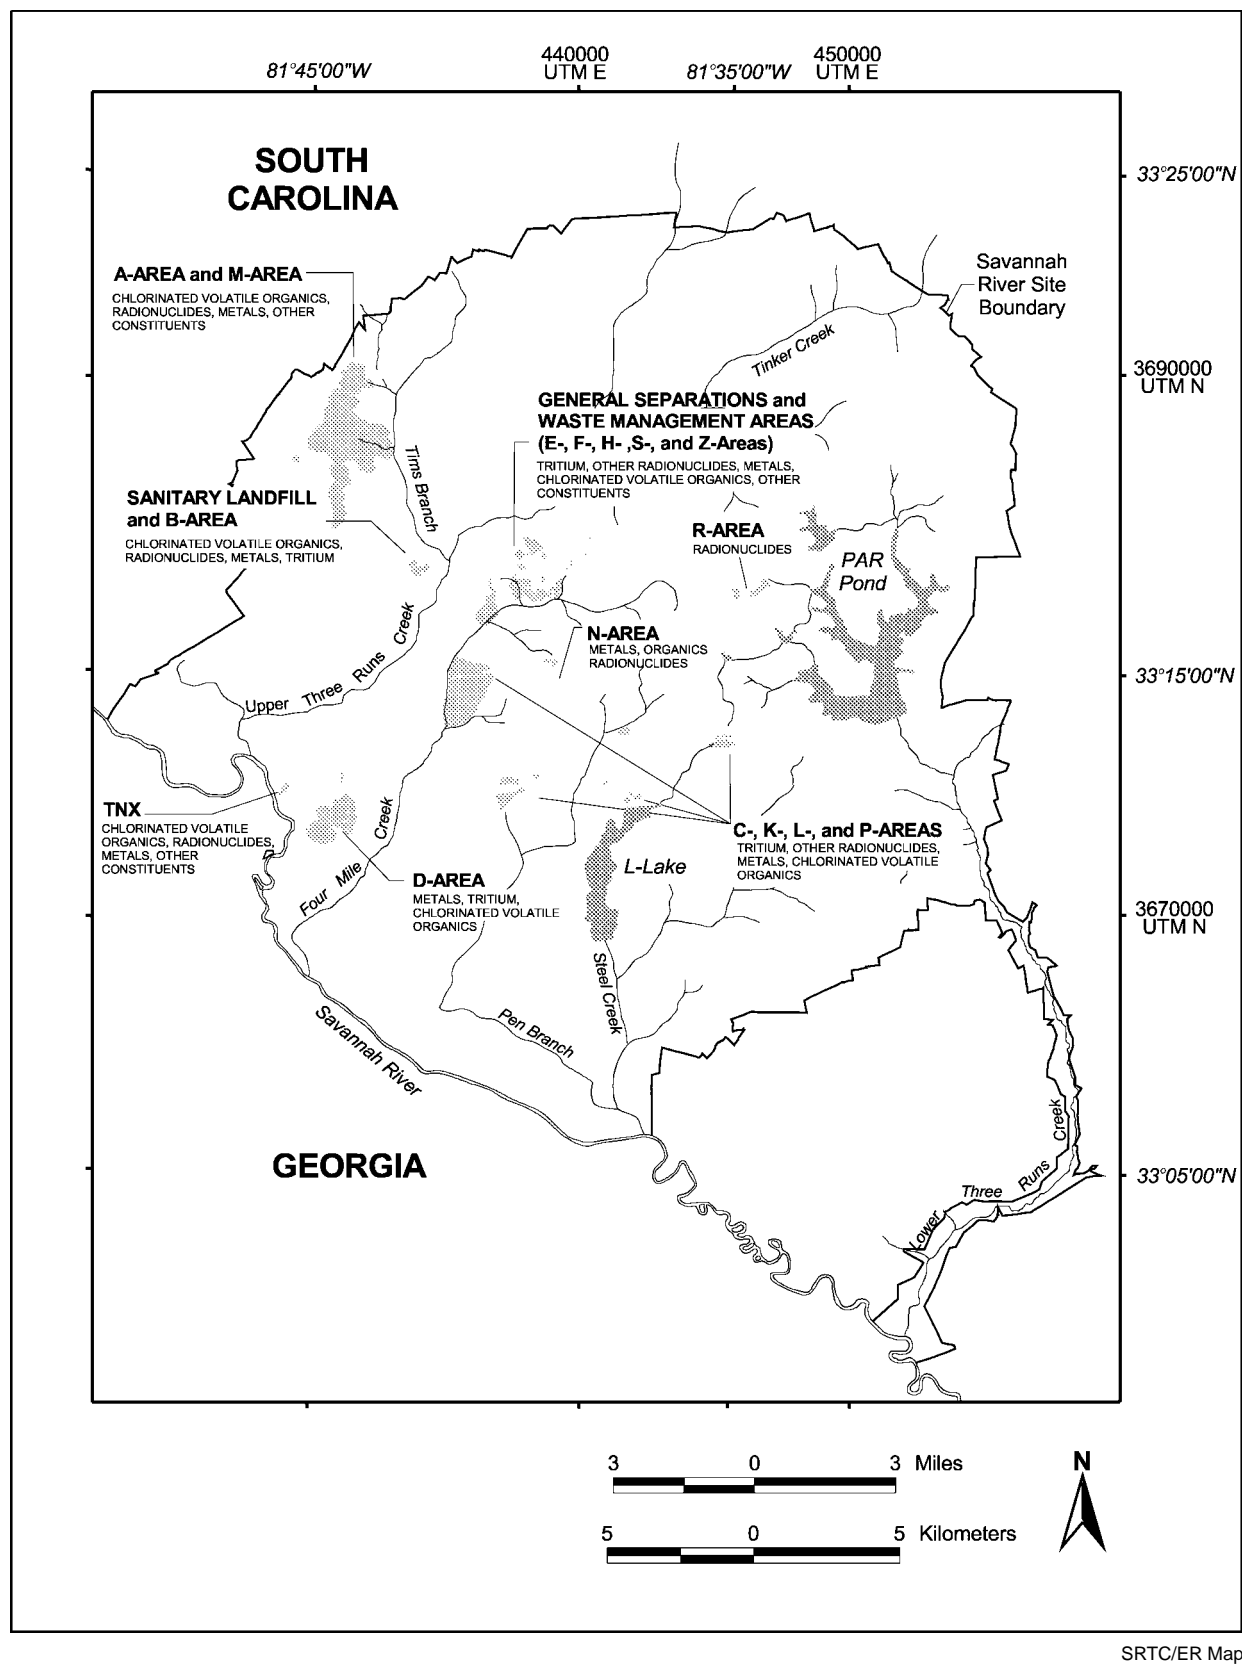 440000
UTM E
450000
UTM E
81°45'00"W
81°35'00"W
SOUTH
CAROLINA
33°25'00"N
A-AREA and M-AREA
CHLORINATED VOLATILE ORGANICS,
RADIONUCLIDES, METALS, OTHER
CONSTITUENTS
Savannah
River Site
Boundary
Tinker Creek
3690000
UTM N
GENERAL SEPARATIONS and
WASTE MANAGEMENT AREAS
(E-, F-, H- ,S-, and Z-Areas)
TRITIUM, OTHER RADIONUCLIDES, METALS,
CHLORINATED VOLATILE ORGANICS, OTHER
CONSTITUENTS
Tims Branch
SANITARY LANDFILL
and B-AREA
CHLORINATED VOLATILE ORGANICS,
RADIONUCLIDES, METALS, TRITIUM
R-AREA
RADIONUCLIDES
PAR
Pond
N-AREA
METALS, ORGANICS
RADIONUCLIDES
Upper Three Runs Creek
33°15'00"N
TNX
CHLORINATED VOLATILE
ORGANICS, RADIONUCLIDES,
METALS, OTHER
CONSTITUENTS
Four Mile Creek
C-, K-, L-, and P-AREAS
TRITIUM, OTHER RADIONUCLIDES,
METALS, CHLORINATED VOLATILE
ORGANICS
L-Lake
D-AREA
METALS, TRITIUM,
CHLORINATED VOLATILE
ORGANICS
3670000
UTM N
Steel Creek
Pen Branch
Savannah River
GEORGIA
33°05'00"N
Lower Three Runs Creek
3 0 3 Miles
N
5 0 5 Kilometers
SRTC/ER Map